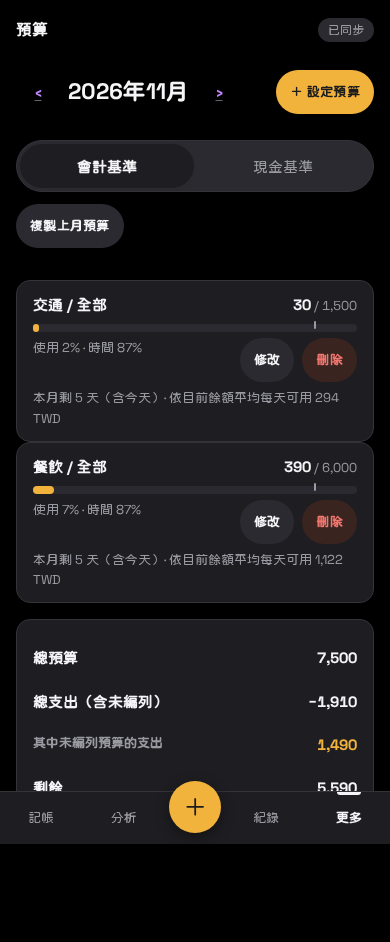 預算
已同步
< 2026年11月 >
＋ 設定預算
會計基準
現金基準
複製上月預算
交通 / 全部
30 / 1,500
使用 2% · 時間 87%
修改
刪除
本月剩 5 天（含今天）· 依目前餘額平均每天可用 294
TWD
餐飲 / 全部
390 / 6,000
使用 7% · 時間 87%
修改
刪除
本月剩 5 天（含今天）· 依目前餘額平均每天可用 1,122
TWD
總預算
7,500
總支出（含未編列）
-1,910
其中未編列預算的支出
1,490
剩餘
5,590
記帳
分析
+
紀錄
更多